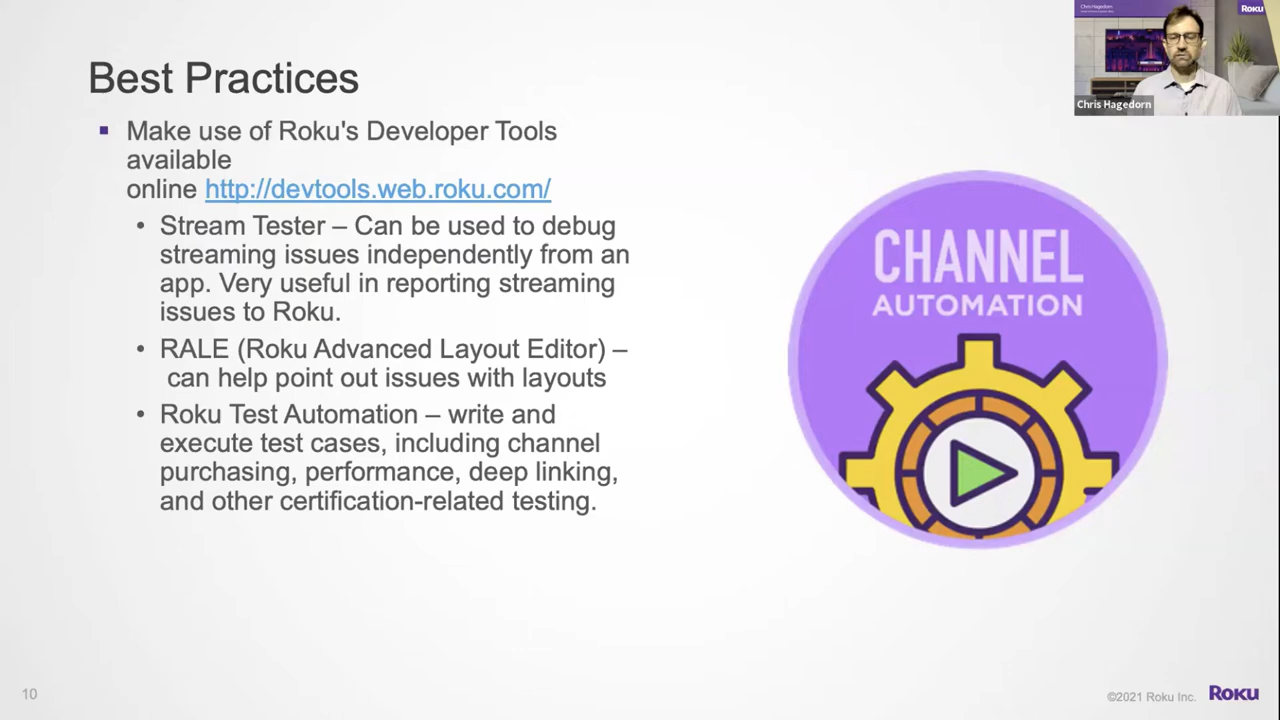 Chris Hagedorn
Roku
Chris Hagedorn
Best Practices
Make use of Roku's Developer Tools
available
online http://devtools.web.roku.com/
• Stream Tester – Can be used to debug
streaming issues independently from an
app. Very useful in reporting streaming
issues to Roku.
• RALE (Roku Advanced Layout Editor) –
can help point out issues with layouts
• Roku Test Automation – write and
execute test cases, including channel
purchasing, performance, deep linking,
and other certification-related testing.
CHANNEL
AUTOMATION
10
©2021 Roku Inc.
Roku